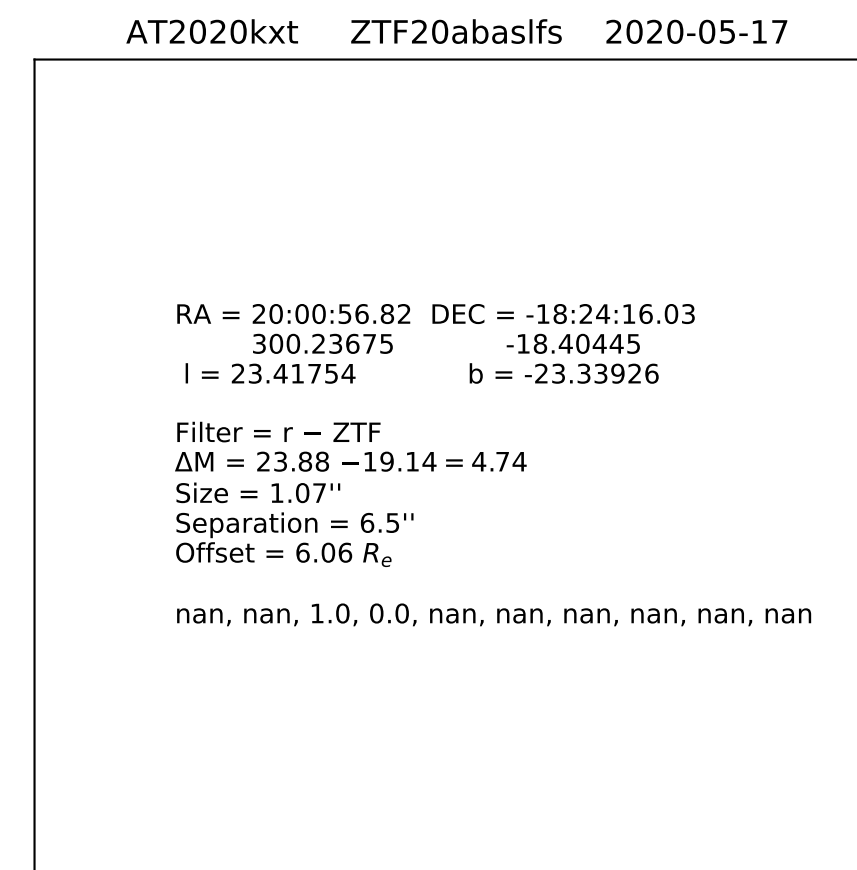 AT2020kxt ZTF20abaslfs 2020-05-17
RA = 20:00:56.82 DEC = -18:24:16.03
300.23675 -18.40445
l = 23.41754 b = -23.33926
Filter = r − ZTF
ΔM = 23.88 −19.14 = 4.74
Size = 1.07''
Separation = 6.5''
Offset = 6.06 Rₑ
nan, nan, 1.0, 0.0, nan, nan, nan, nan, nan, nan